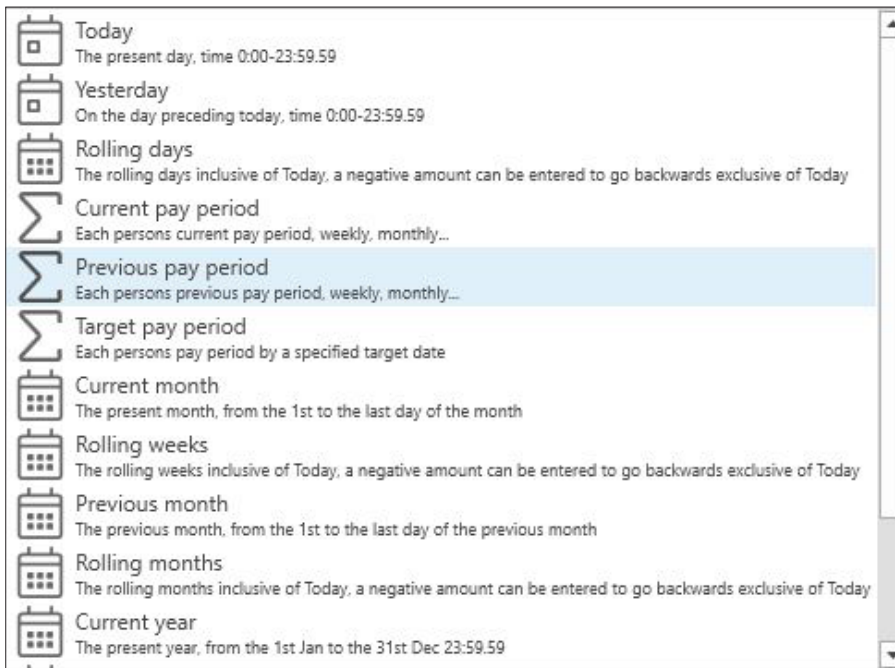 Today
The present day, time 0:00-23:59.59
Yesterday
On the day preceding today, time 0:00-23:59.59
Rolling days
The rolling days inclusive of Today, a negative amount can be entered to go backwards exclusive of Today
Current pay period
Each persons current pay period, weekly, monthly...
Previous pay period
Each persons previous pay period, weekly, monthly...
Target pay period
Each persons pay period by a specified target date
Current month
The present month, from the 1st to the last day of the month
Rolling weeks
The rolling weeks inclusive of Today, a negative amount can be entered to go backwards exclusive of Today
Previous month
The previous month, from the 1st to the last day of the previous month
Rolling months
The rolling months inclusive of Today, a negative amount can be entered to go backwards exclusive of Today
Current year
The present year, from the 1st Jan to the 31st Dec 23:59.59